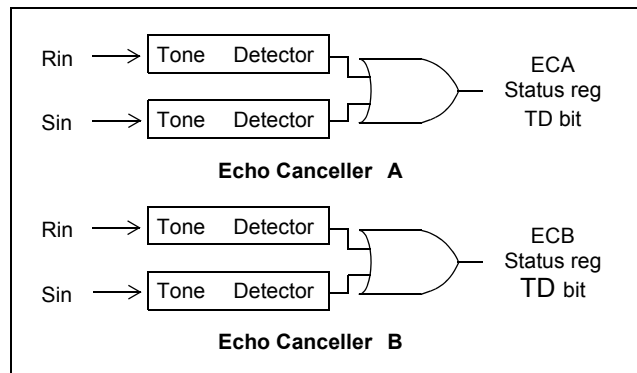 Rin Tone Detector
ECA
Status reg
TD bit
Sin Tone Detector
Echo Canceller A
Rin Tone Detector
ECB
Status reg
TD bit
Sin Tone Detector
Echo Canceller B